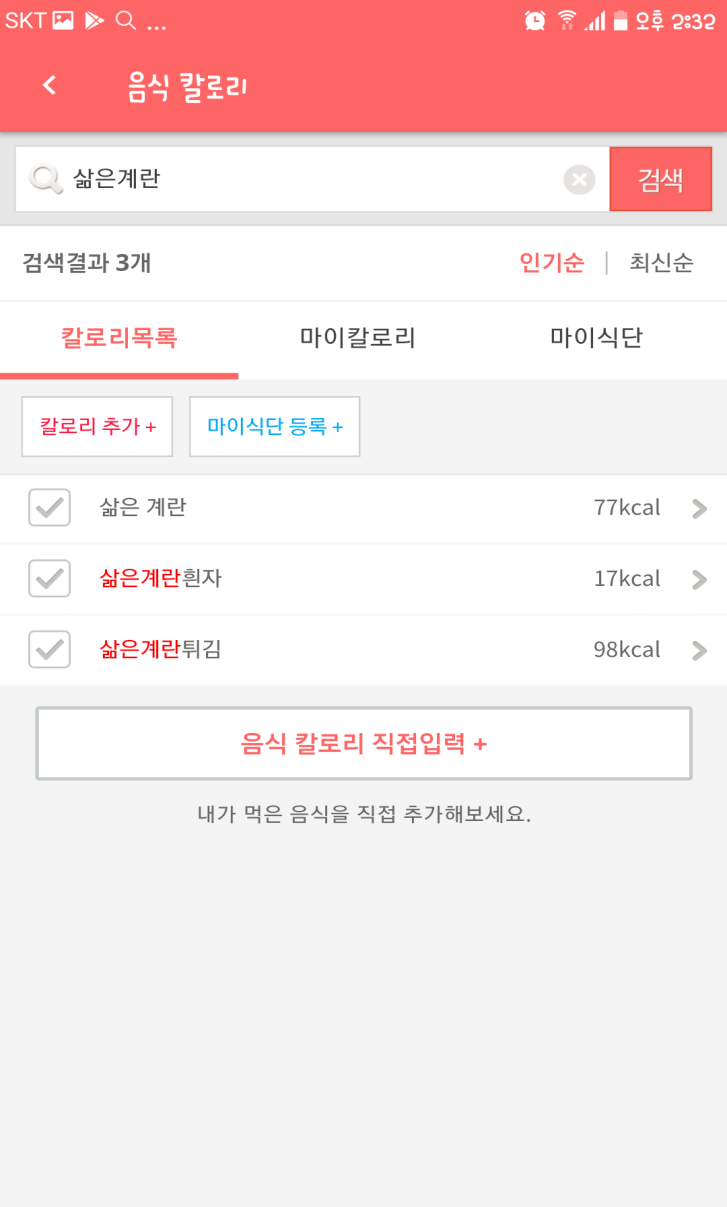 SKT ... 오후 2:32
음식 칼로리
삶은계란 검색
검색결과 3개 인기순 | 최신순
칼로리목록 마이칼로리 마이식단
칼로리 추가 + 마이식단 등록 +
삶은 계란 77kcal
삶은계란흰자 17kcal
삶은계란튀김 98kcal
음식 칼로리 직접입력 +
내가 먹은 음식을 직접 추가해보세요.